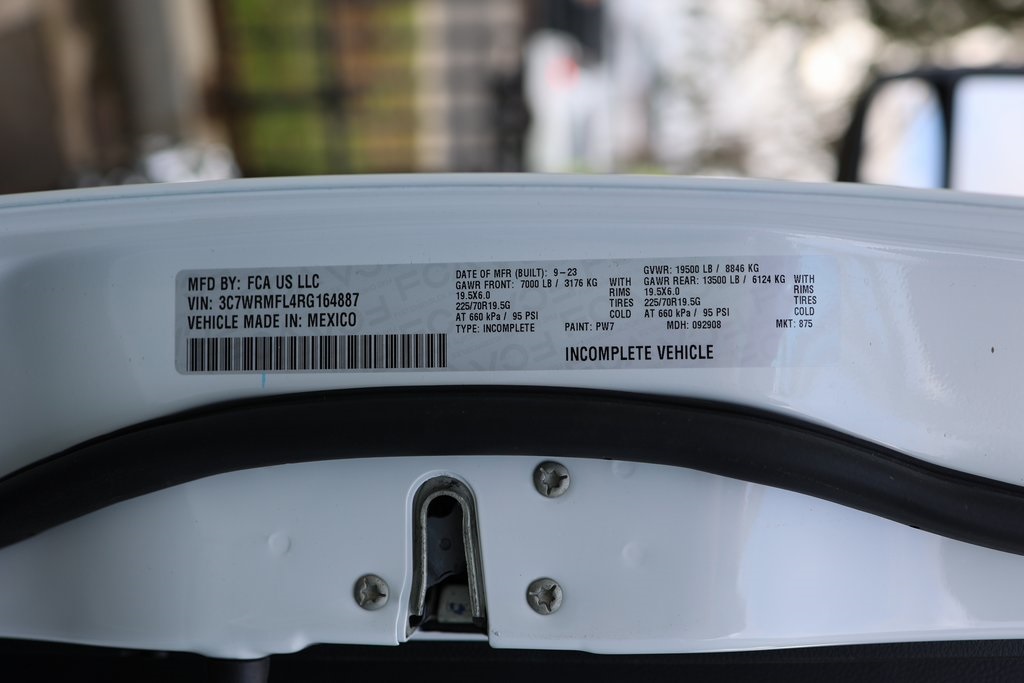 MFD BY: FCA US LLC
VIN: 3C7WRMFL4RG164887
VEHICLE MADE IN: MEXICO
DATE OF MFR (BUILT): 9-23
GAWR FRONT: 7000 LB / 3176 KG WITH
19.5X6.0 RIMS
225/70R19.5G TIRES
AT 660 kPa / 95 PSI COLD
TYPE: INCOMPLETE
GVWR: 19500 LB / 8846 KG
GAWR REAR: 13500 LB / 6124 KG WITH
19.5X6.0 RIMS
225/70R19.5G TIRES
AT 660 kPa / 95 PSI COLD
PAINT: PW7 MDH: 092908 MKT: 875
INCOMPLETE VEHICLE